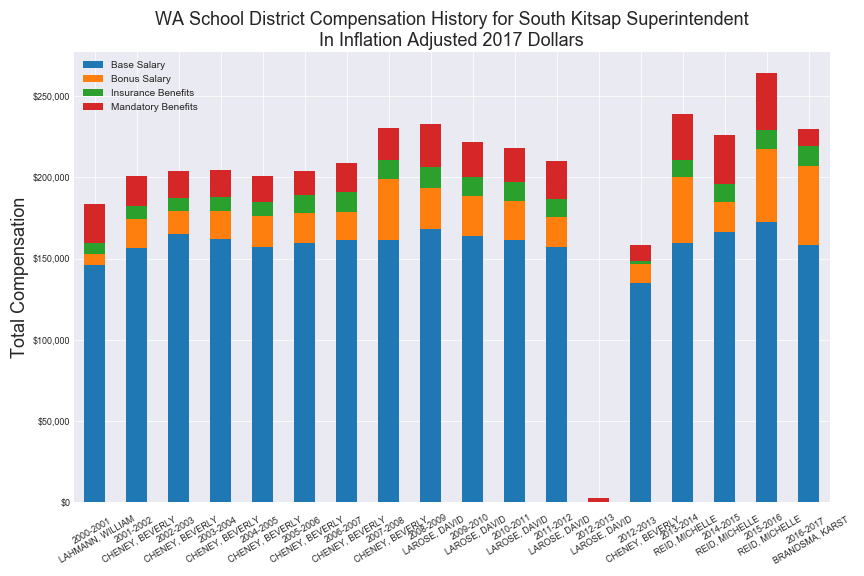 WA School District Compensation History for South Kitsap Superintendent
In Inflation Adjusted 2017 Dollars
Base Salary
Bonus Salary
Insurance Benefits
Mandatory Benefits
Total Compensation
$250,000
$200,000
$150,000
$100,000
$50,000
$0
2000-2001
LAHMANN, WILLIAM
2001-2002
CHENEY, BEVERLY
2002-2003
CHENEY, BEVERLY
2003-2004
CHENEY, BEVERLY
2004-2005
CHENEY, BEVERLY
2005-2006
CHENEY, BEVERLY
2006-2007
CHENEY, BEVERLY
2007-2008
CHENEY, BEVERLY
2008-2009
LAROSE, DAVID
2009-2010
LAROSE, DAVID
2010-2011
LAROSE, DAVID
2011-2012
LAROSE, DAVID
2012-2013
LAROSE, DAVID
2012-2013
CHENEY, BEVERLY
2013-2014
REID, MICHELLE
2014-2015
REID, MICHELLE
2015-2016
REID, MICHELLE
2016-2017
BRANDSMA, KARST